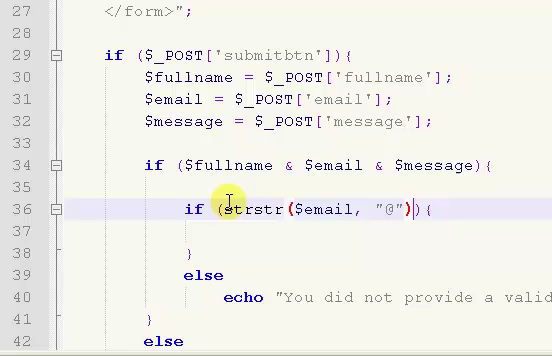 27 </form>";
28
29 if ($_POST['submitbtn']){
30 $fullname = $_POST['fullname'];
31 $email = $_POST['email'];
32 $message = $_POST['message'];
33
34 if ($fullname & $email & $message){
35
36 if (strstr($email, "@")){
37
38 }
39 else
40 echo "You did not provide a valid
41 }
42 else